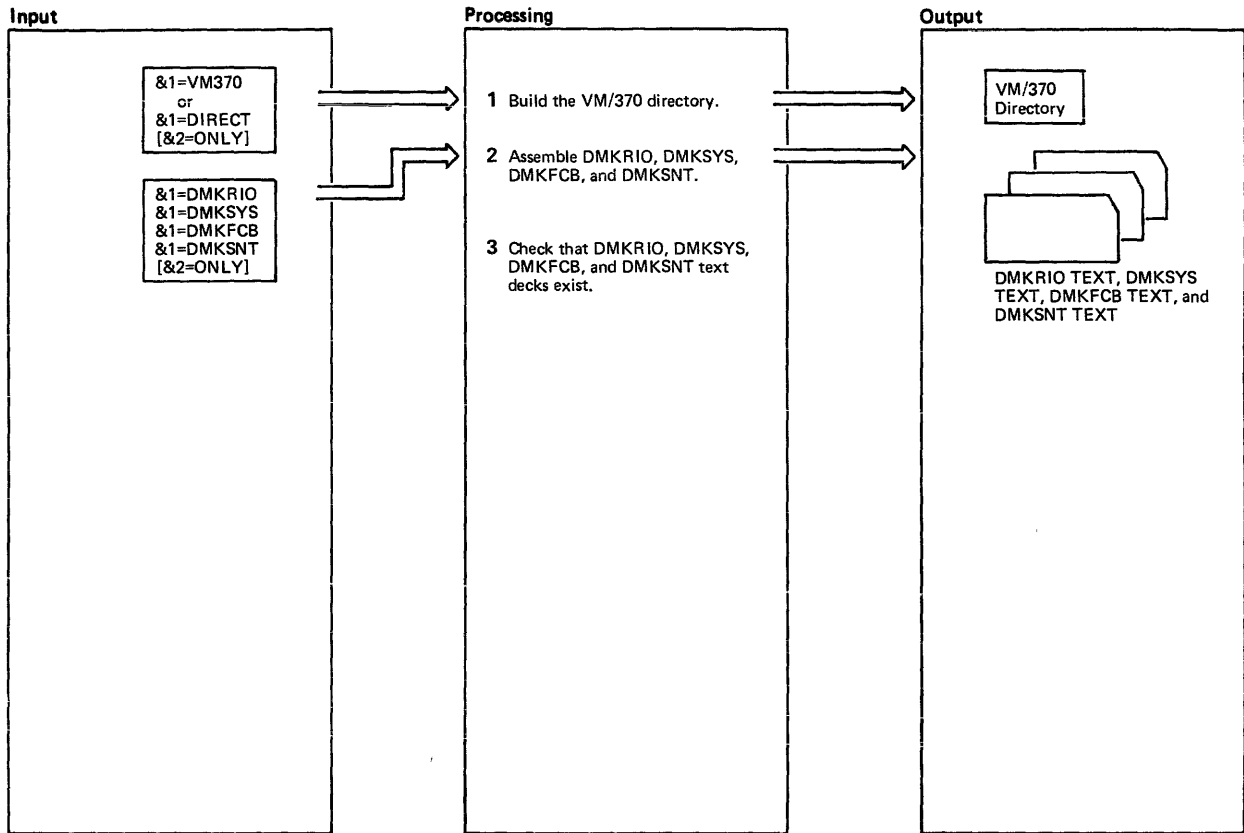 Input
Processing
Output
&1=VM370
or
&1=DIRECT
[&2=ONLY]
&1=DMKRIO
&1=DMKSYS
&1=DMKFCB
&1=DMKSNT
[&2=ONLY]
1 Build the VM/370 directory.
2 Assemble DMKRIO, DMKSYS,
DMKFCB, and DMKSNT.
3 Check that DMKRIO, DMKSYS,
DMKFCB, and DMKSNT text
decks exist.
VM/370
Directory
DMKRIO TEXT, DMKSYS
TEXT, DMKFCB TEXT, and
DMKSNT TEXT